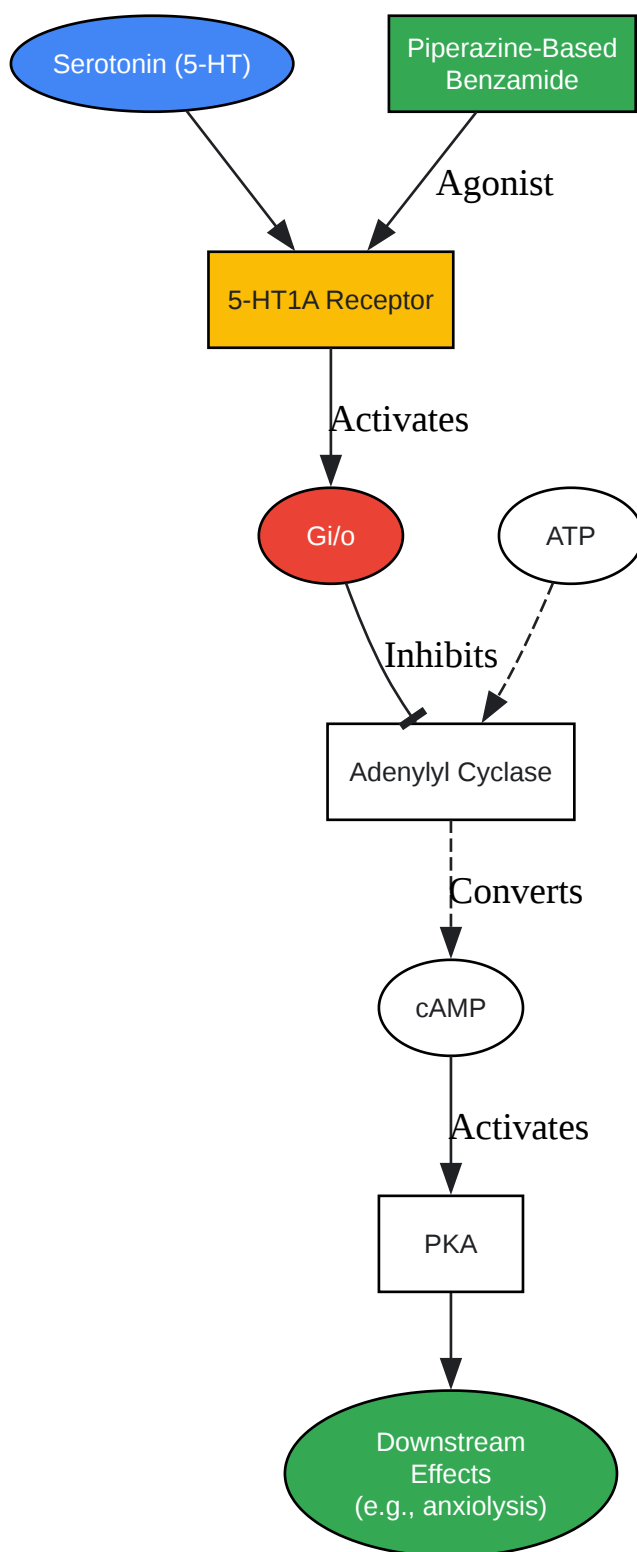 Serotonin (5-HT)
Piperazine-Based
Benzamide
Agonist
5-HT1A Receptor
Activates
Gi/o
ATP
Inhibits
Adenylyl Cyclase
Converts
cAMP
Activates
PKA
Downstream
Effects
(e.g., anxiolysis)